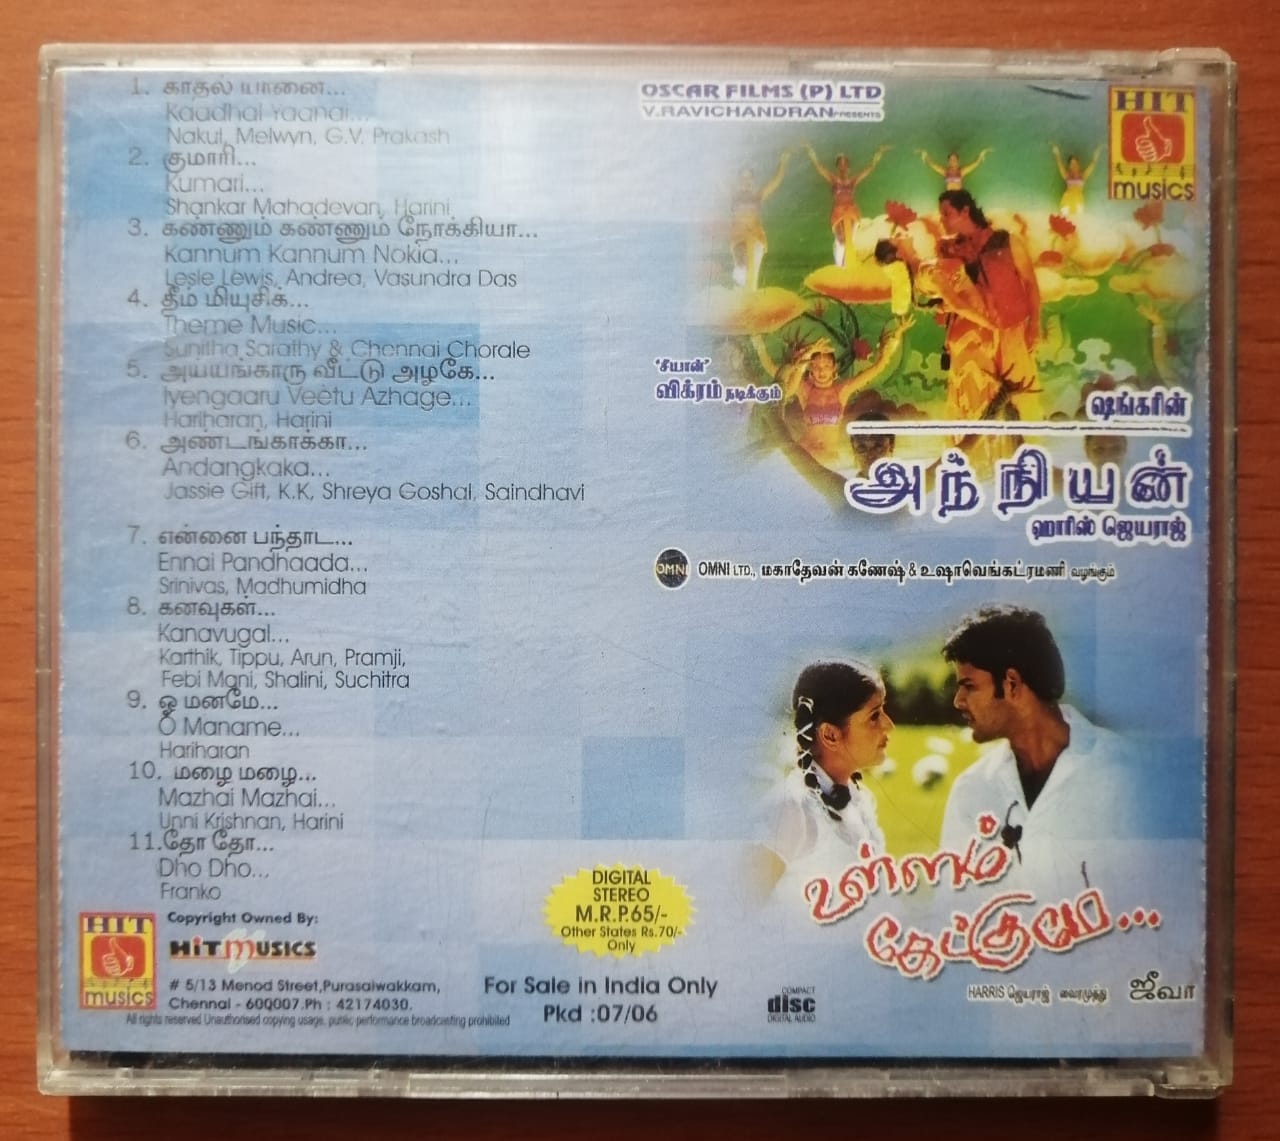 1. காதல் யானை...
Kaadhal Yaanai...
Nakul, Melwyn, G.V. Prakash
2. குமாரி...
Kumari...
Shankar Mahadevan, Harini
3. கண்ணும் கண்ணும் நோக்கியா...
Kannum Kannum Nokia...
Lesle Lewis, Andrea, Vasundra Das
4. தீம் மியுசிக்...
Theme Music...
Sunitha Sarathy & Chennai Chorale
5. அய்யங்காரு வீட்டு அழகே...
Iyengaaru Veetu Azhage...
Hariharan, Harini
6. அண்டங்காக்கா...
Andangkaka...
Jassie Gift, K.K, Shreya Goshal, Saindhavi
7. என்னை பந்தாட...
Ennai Pandhaada...
Srinivas, Madhumidha
8. கனவுகள்...
Kanavugal...
Karthik, Tippu, Arun, Pramji,
Febi Mani, Shalini, Suchitra
9. ஓ மனமே...
O Maname...
Hariharan
10. மழை மழை...
Mazhai Mazhai...
Unni Krishnan, Harini
11. தோ தோ...
Dho Dho...
Franko
OSCAR FILMS (P) LTD
V.RAVICHANDRAN PRESENTS
HIT
musics
'சீயான்'
விக்ரம் நடிக்கும்
ஷங்கரின்
அந்நியன்
ஹாரிஸ் ஜெயராஜ்
OMNI OMNI LTD., மகாதேவன் கணேஷ் & உஷாவெங்கட்ரமணி வழங்கும்
உள்ளம்
கேட்குமே...
HARRIS ஜெயராஜ் வைரமுத்து ஜீவா
DIGITAL
STEREO
M.R.P.65/-
Other States Rs.70/-
Only
HIT
musics
Copyright Owned By:
HiT MUSICS
# 5/13 Menod Street,Purasaiwakkam,
Chennai - 600007.Ph : 42174030.
All rights reserved Unauthorised copying usage, public performance broadcasting prohibited
For Sale in India Only
Pkd :07/06
COMPACT
disc
DIGITAL AUDIO